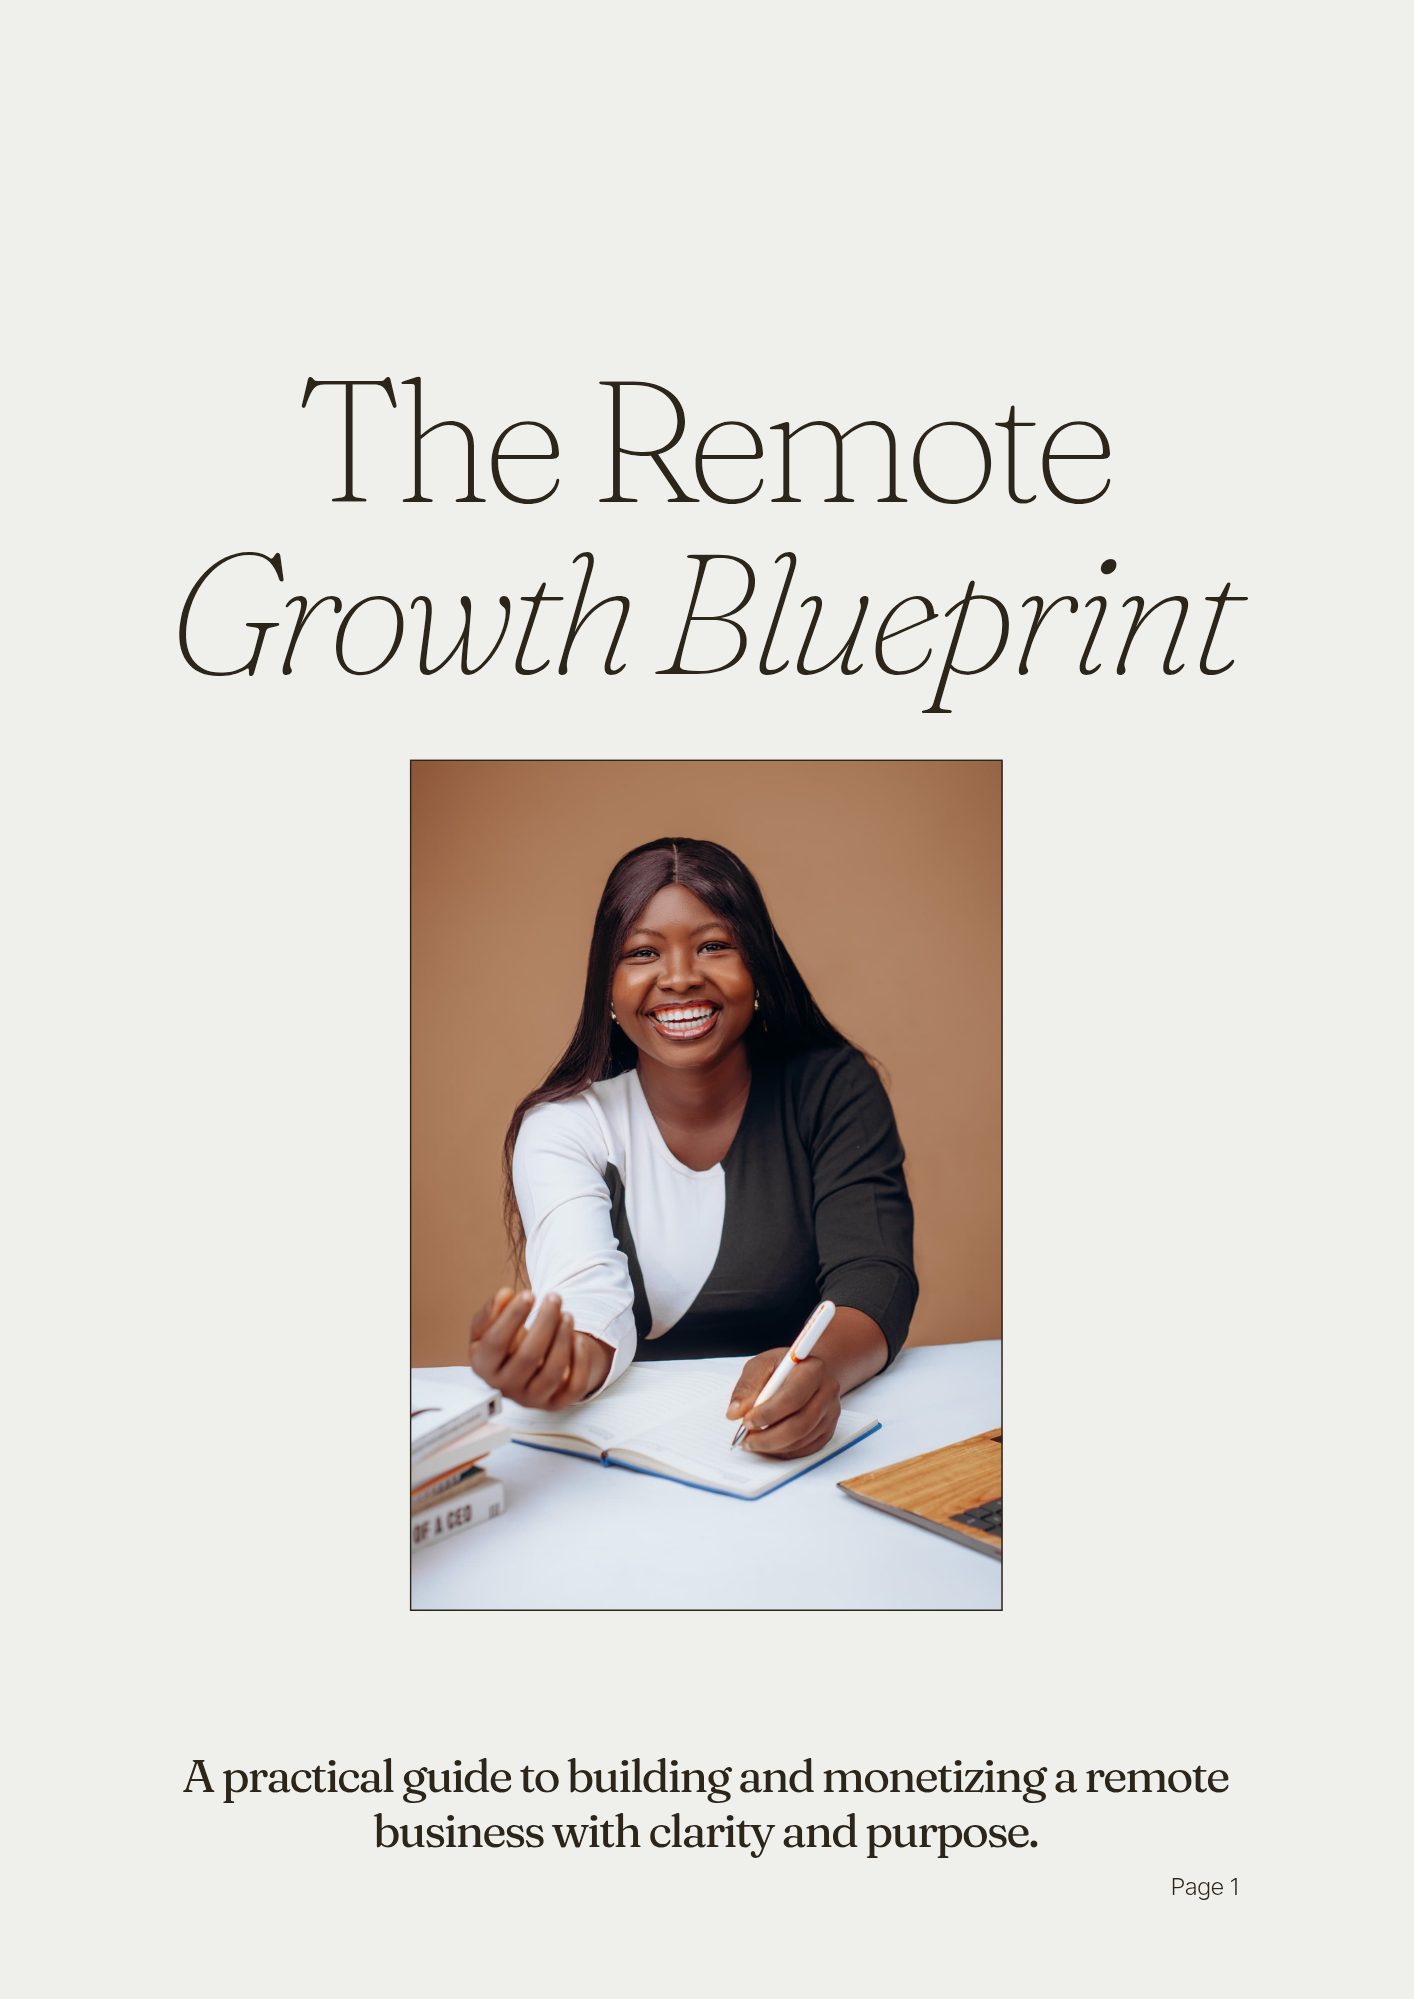 The Remote
Growth Blueprint
OF A CEO
A practical guide to building and monetizing a remote
business with clarity and purpose.
Page 1